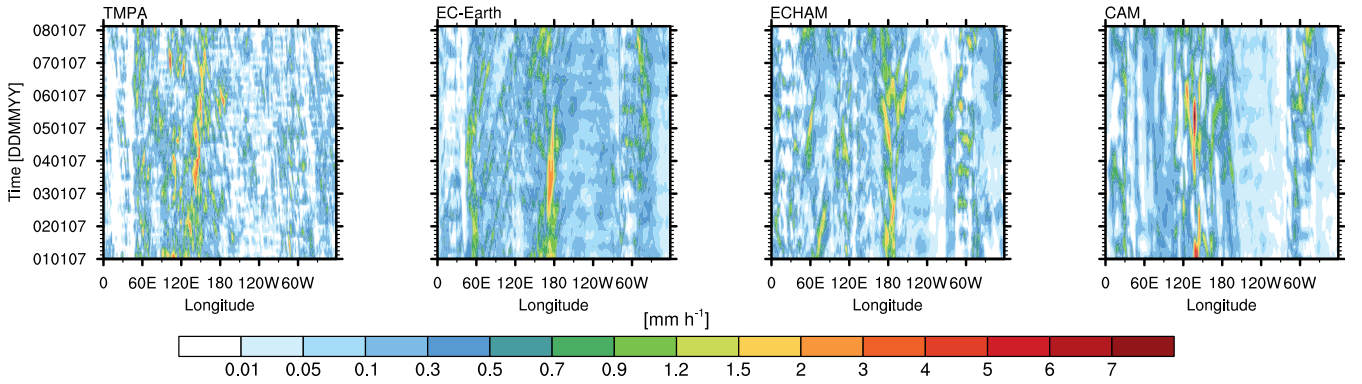 TMPA
EC-Earth
ECHAM
CAM
Time [DDMMYY]
080107
070107
060107
050107
040107
030107
020107
010107
0 60E 120E 180 120W 60W
0 60E 120E 180 120W 60W
0 60E 120E 180 120W 60W
0 60E 120E 180 120W 60W
Longitude
Longitude
Longitude
Longitude
[mm h⁻¹]
0.01 0.05 0.1 0.3 0.5 0.7 0.9 1.2 1.5 2 3 4 5 6 7